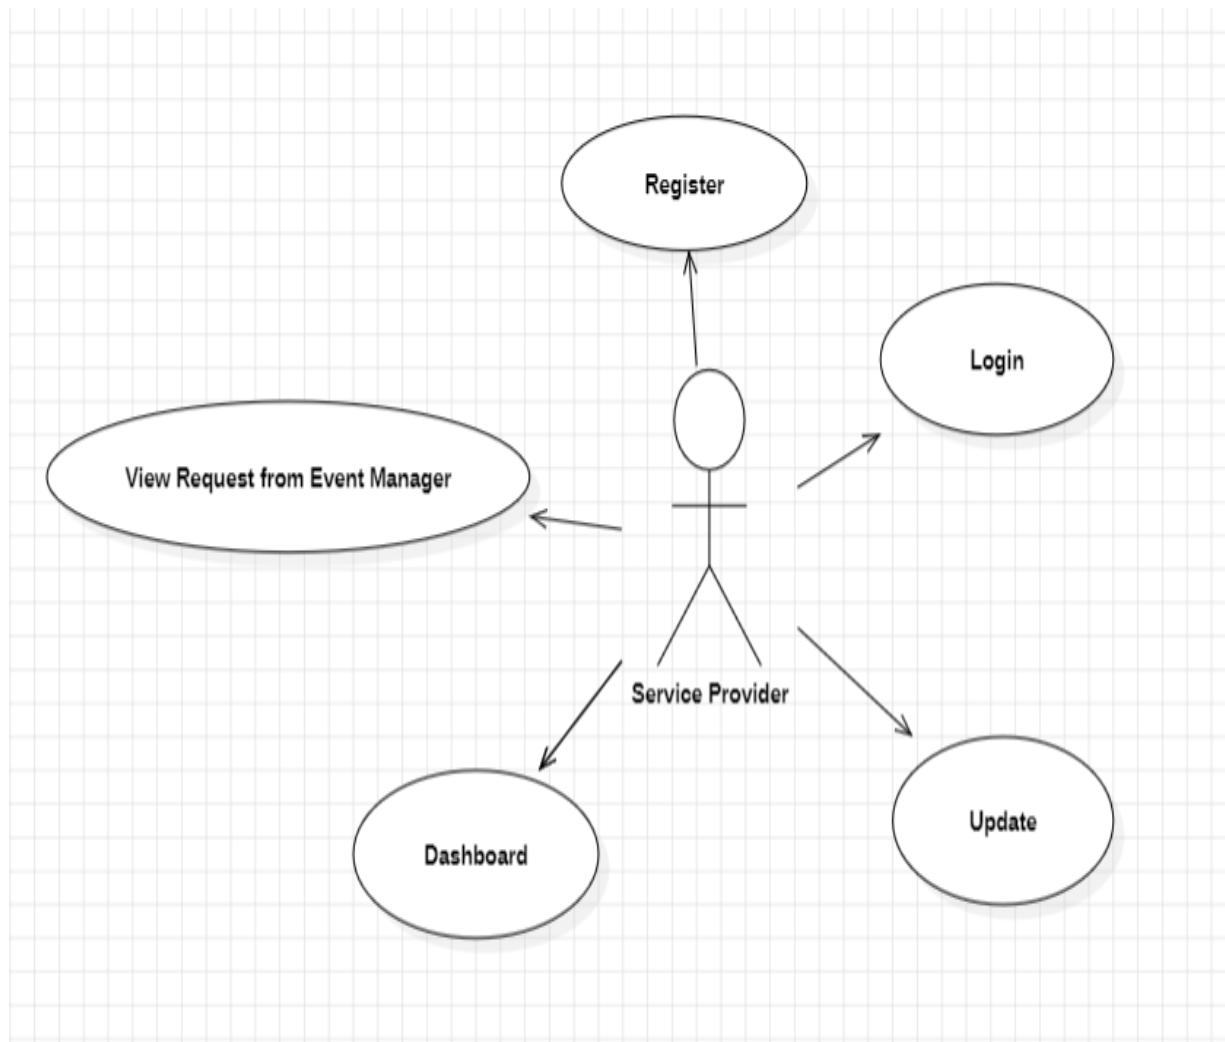 Register
Login
View Request from Event Manager
Service Provider
Update
Dashboard